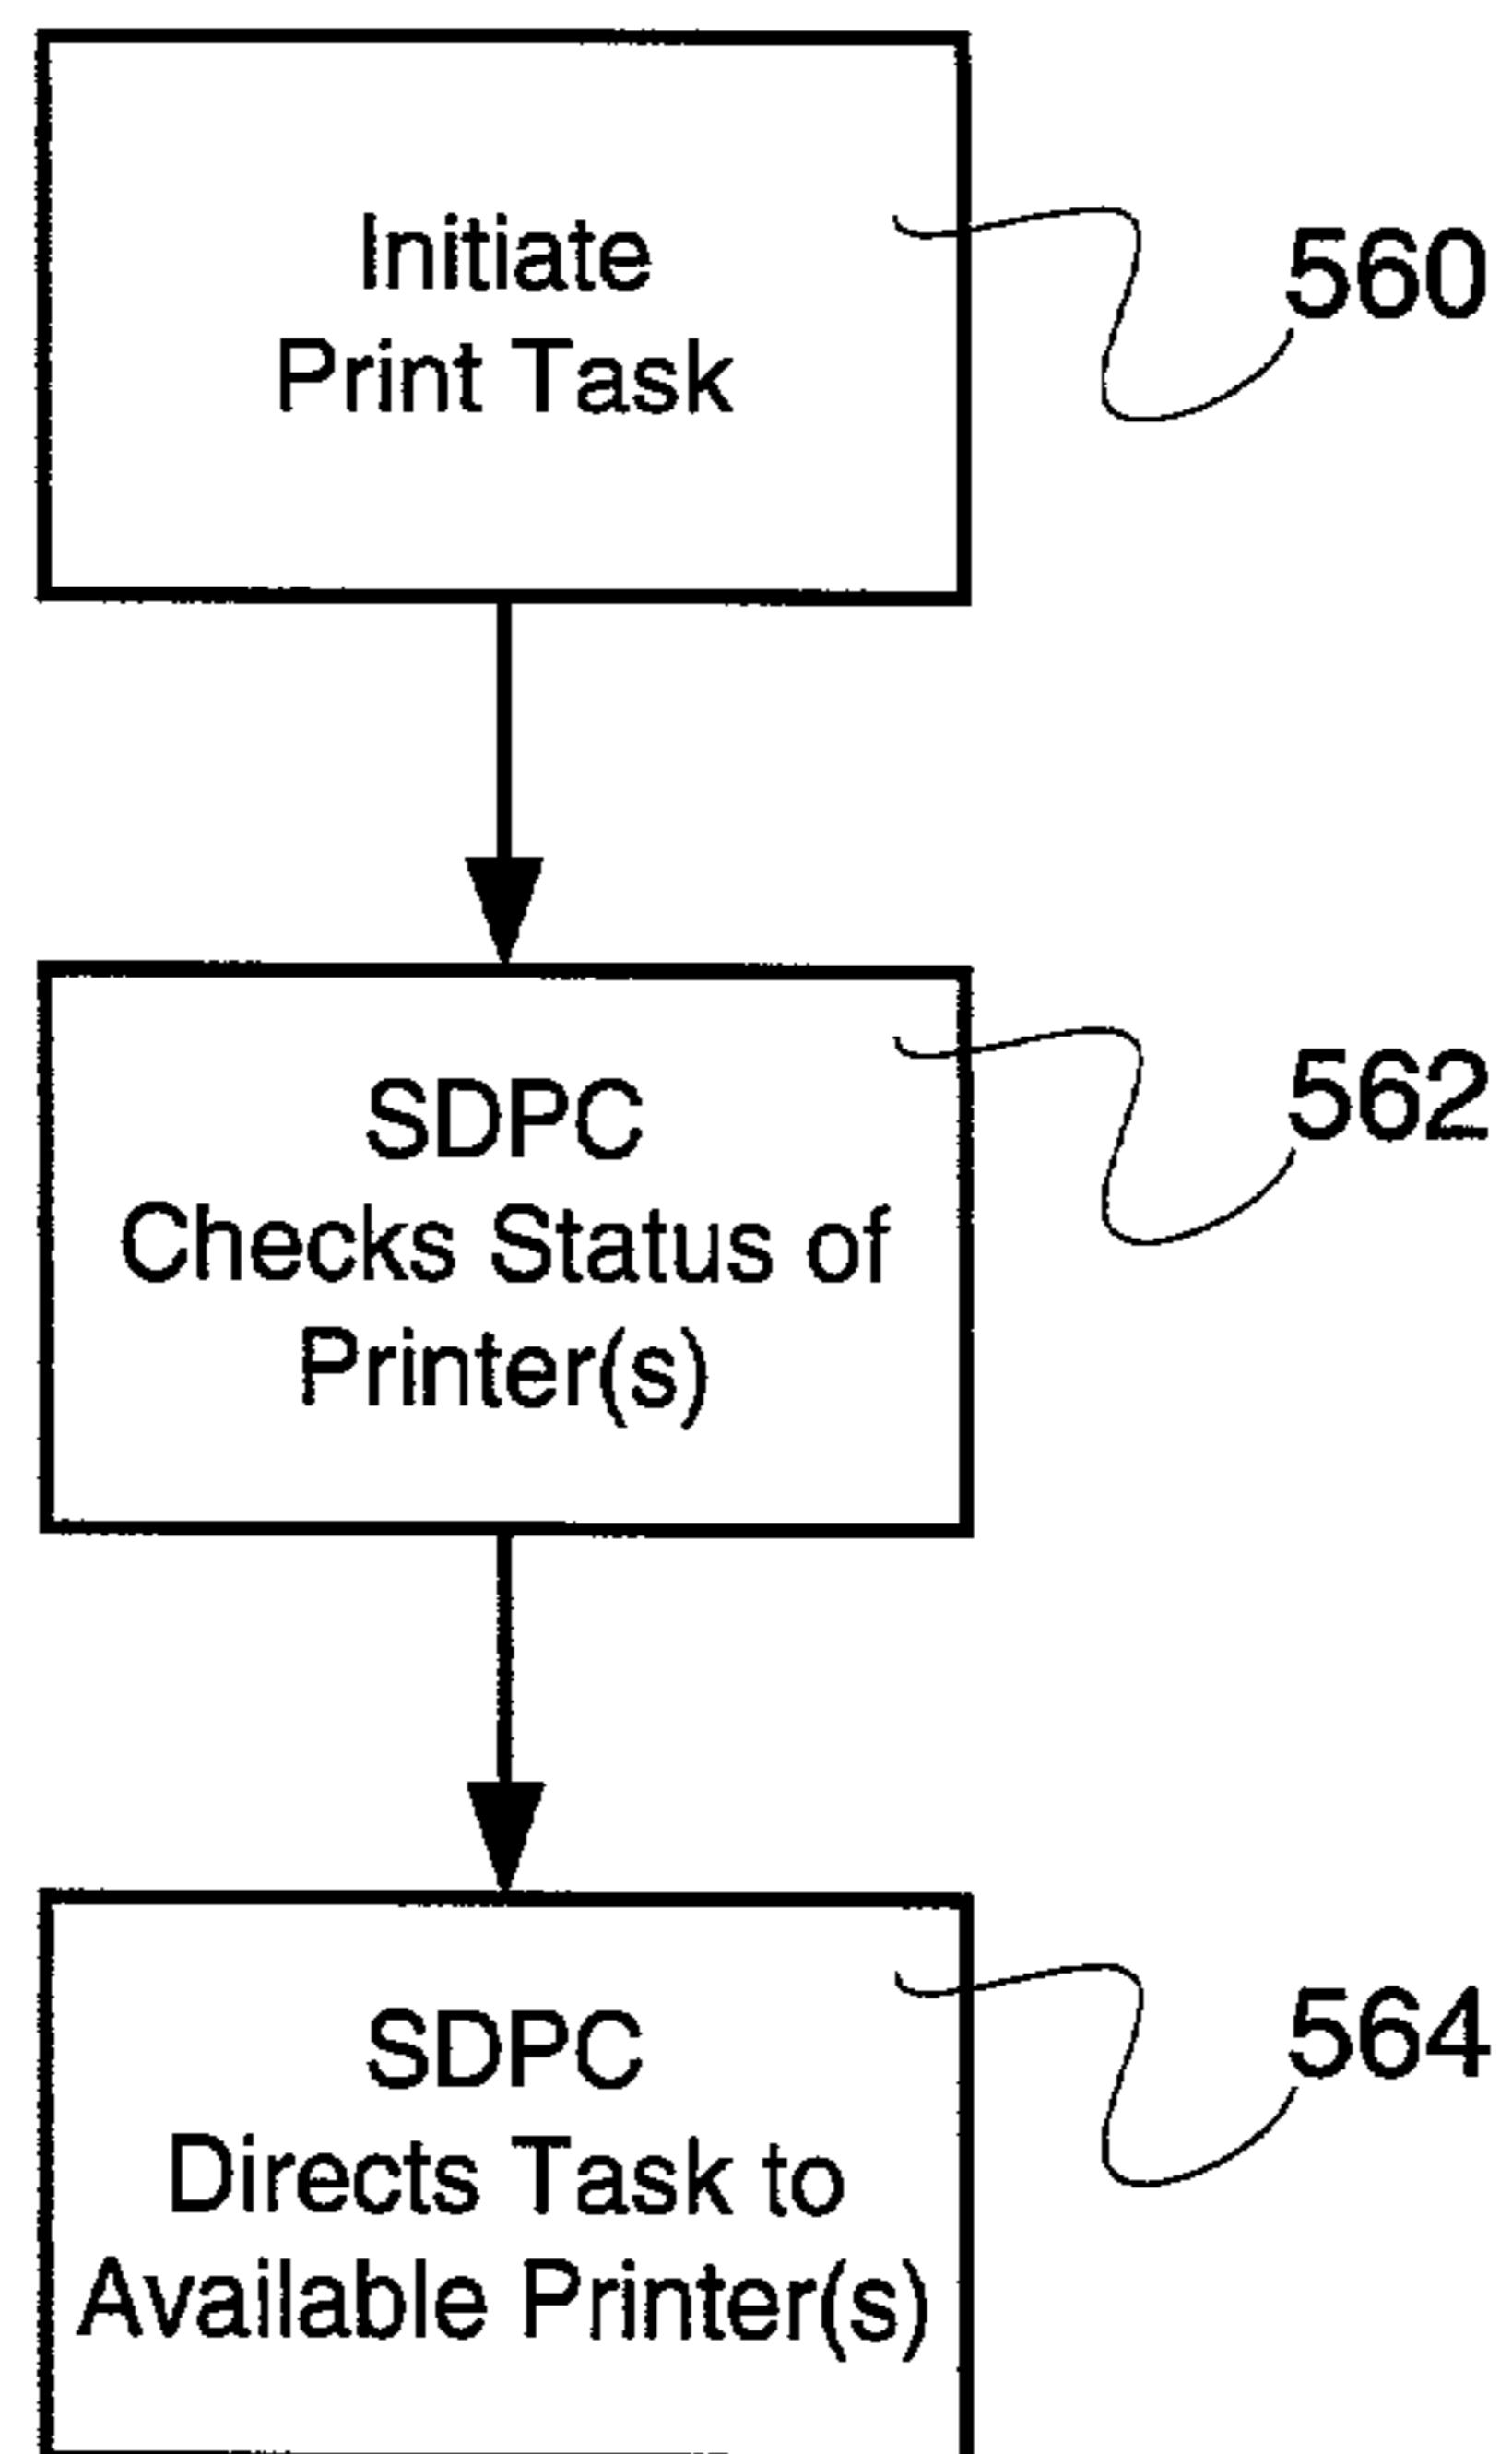 Initiate
Print Task
560
SDPC
Checks Status of
Printer(s)
562
SDPC
Directs Task to
Available Printer(s)
564